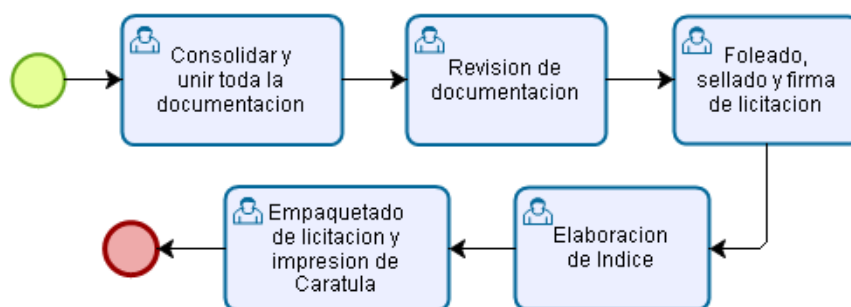 Consolidar y
unir toda la
documentacion
Revision de
documentacion
Foleado,
sellado y firma
de licitacion
Elaboracion
de Indice
Empaquetado
de licitacion y
impresion de
Caratula